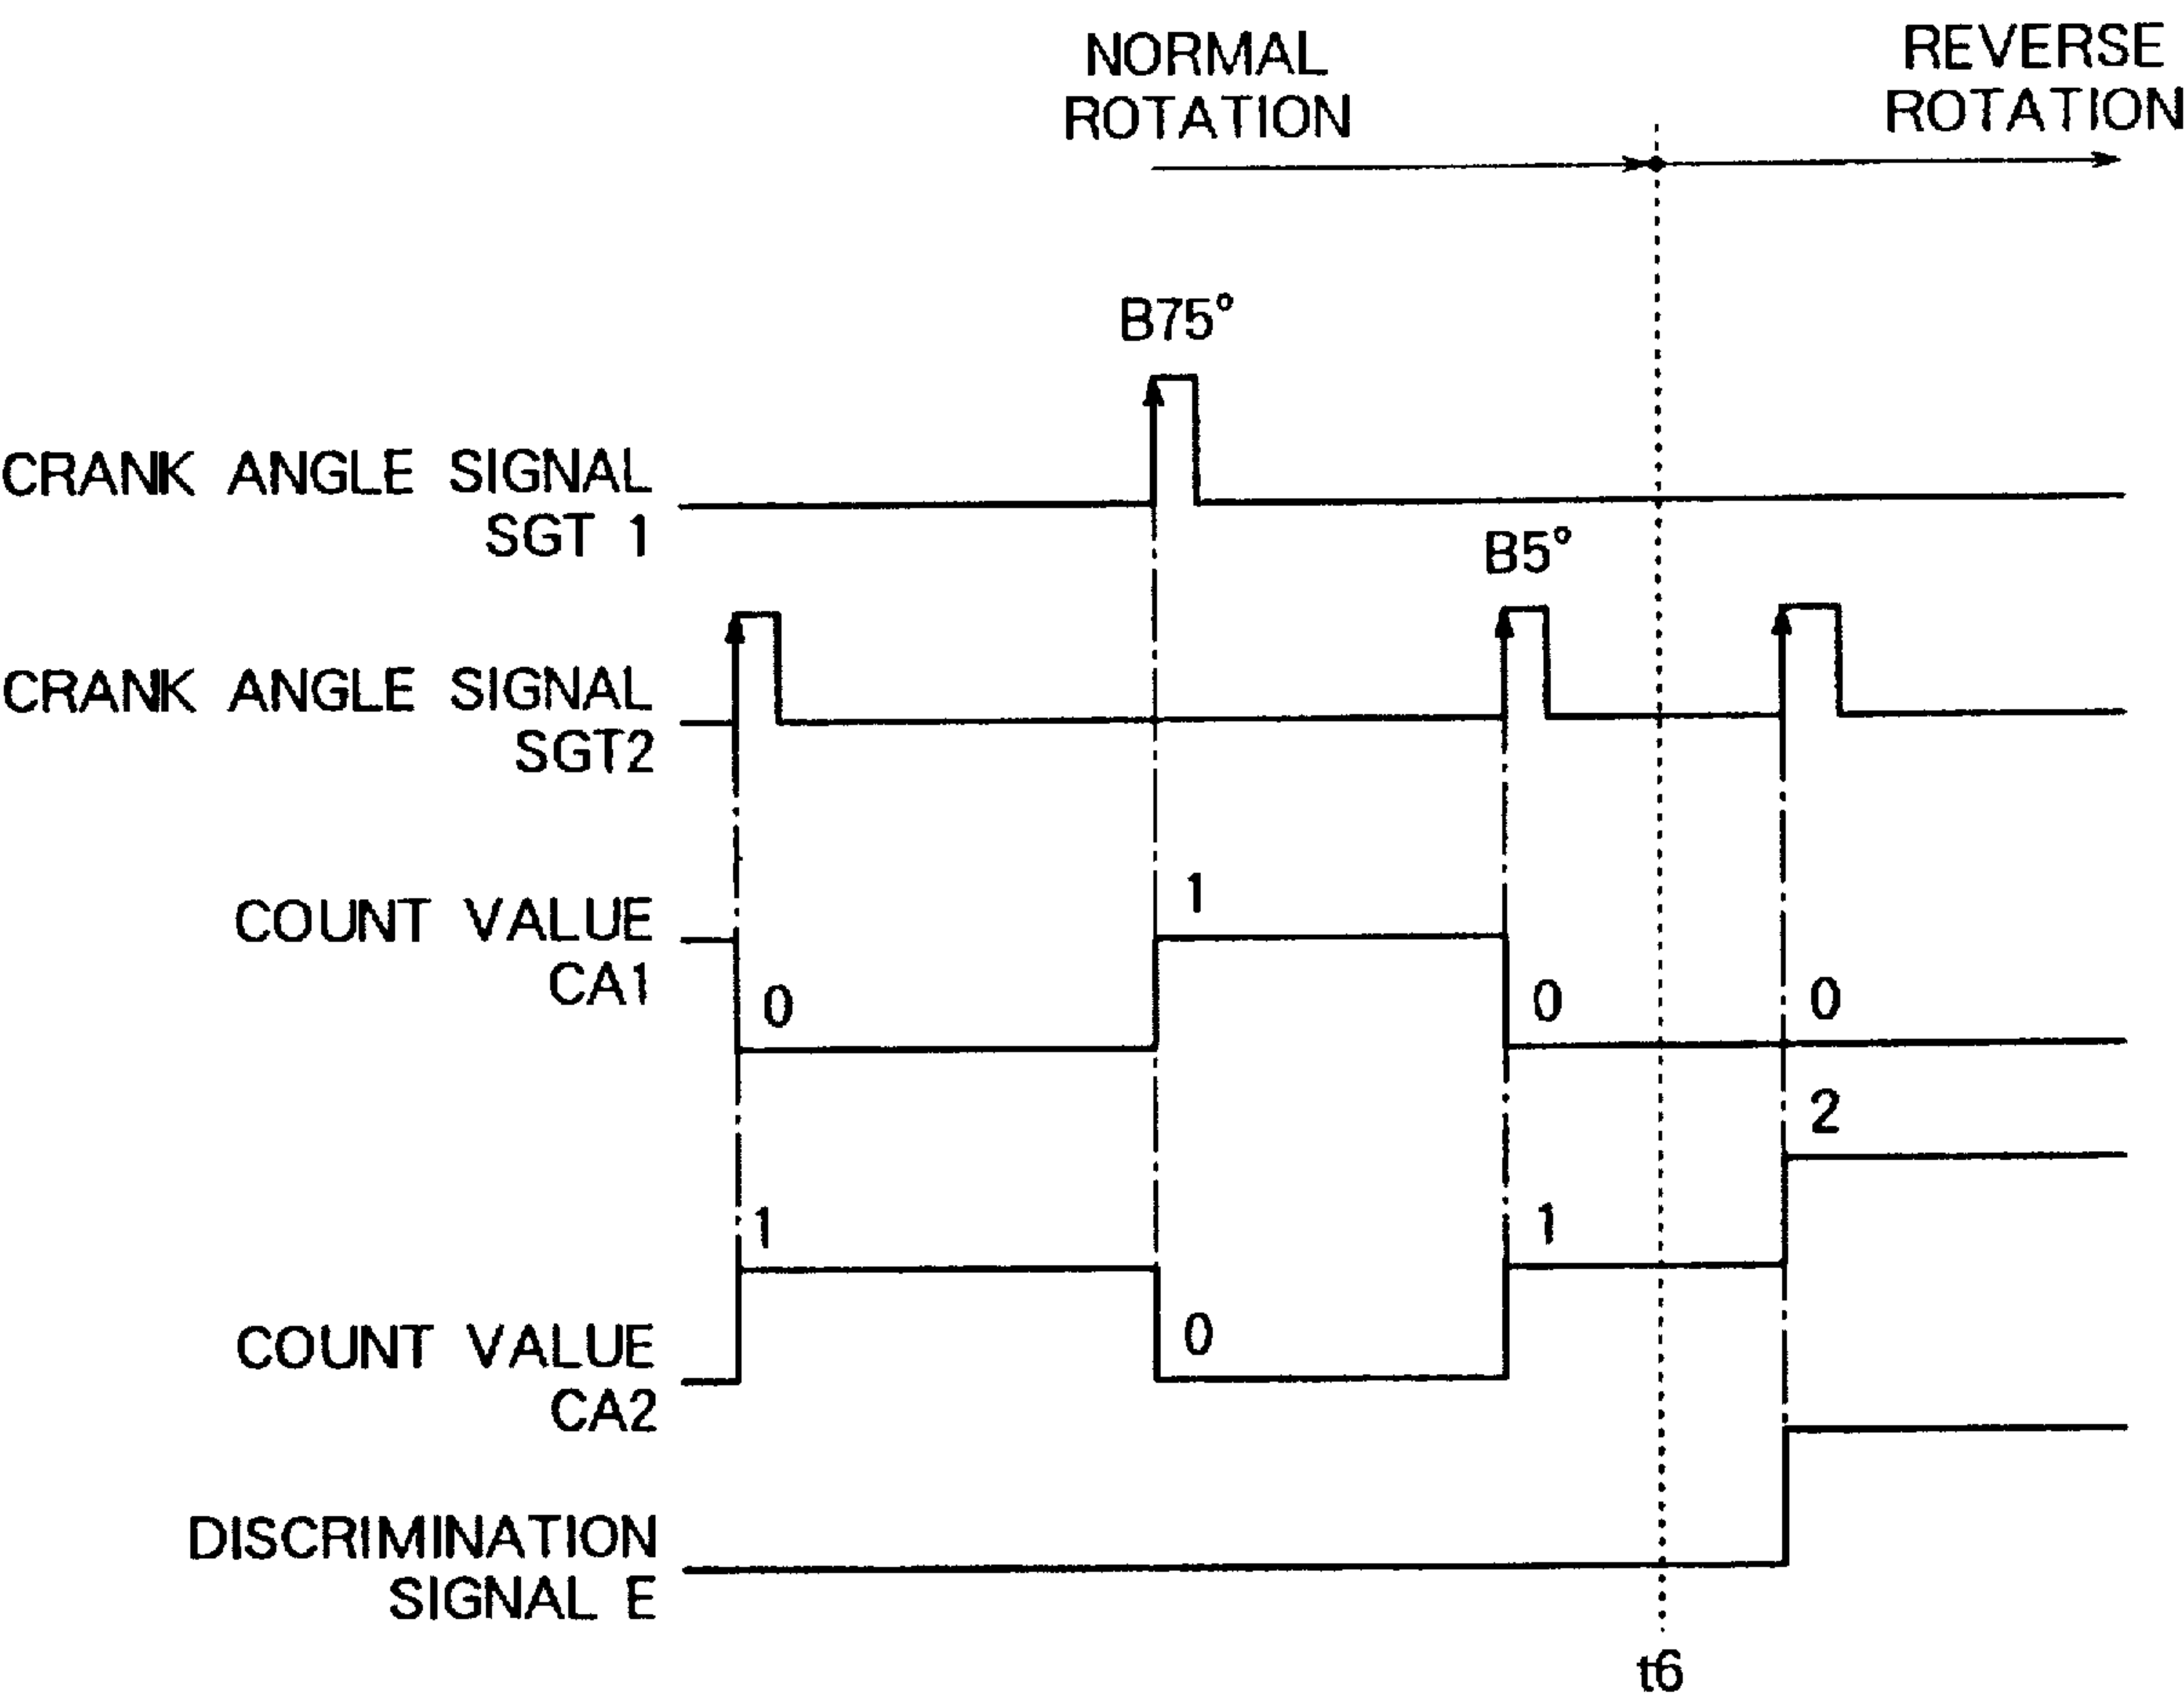 NORMAL
ROTATION
REVERSE
ROTATION
B75°
CRANK ANGLE SIGNAL
SGT 1
B5°
CRANK ANGLE SIGNAL
SGT2
1
COUNT VALUE
CA1
0
0
0
2
1
1
0
COUNT VALUE
CA2
DISCRIMINATION
SIGNAL E
t6